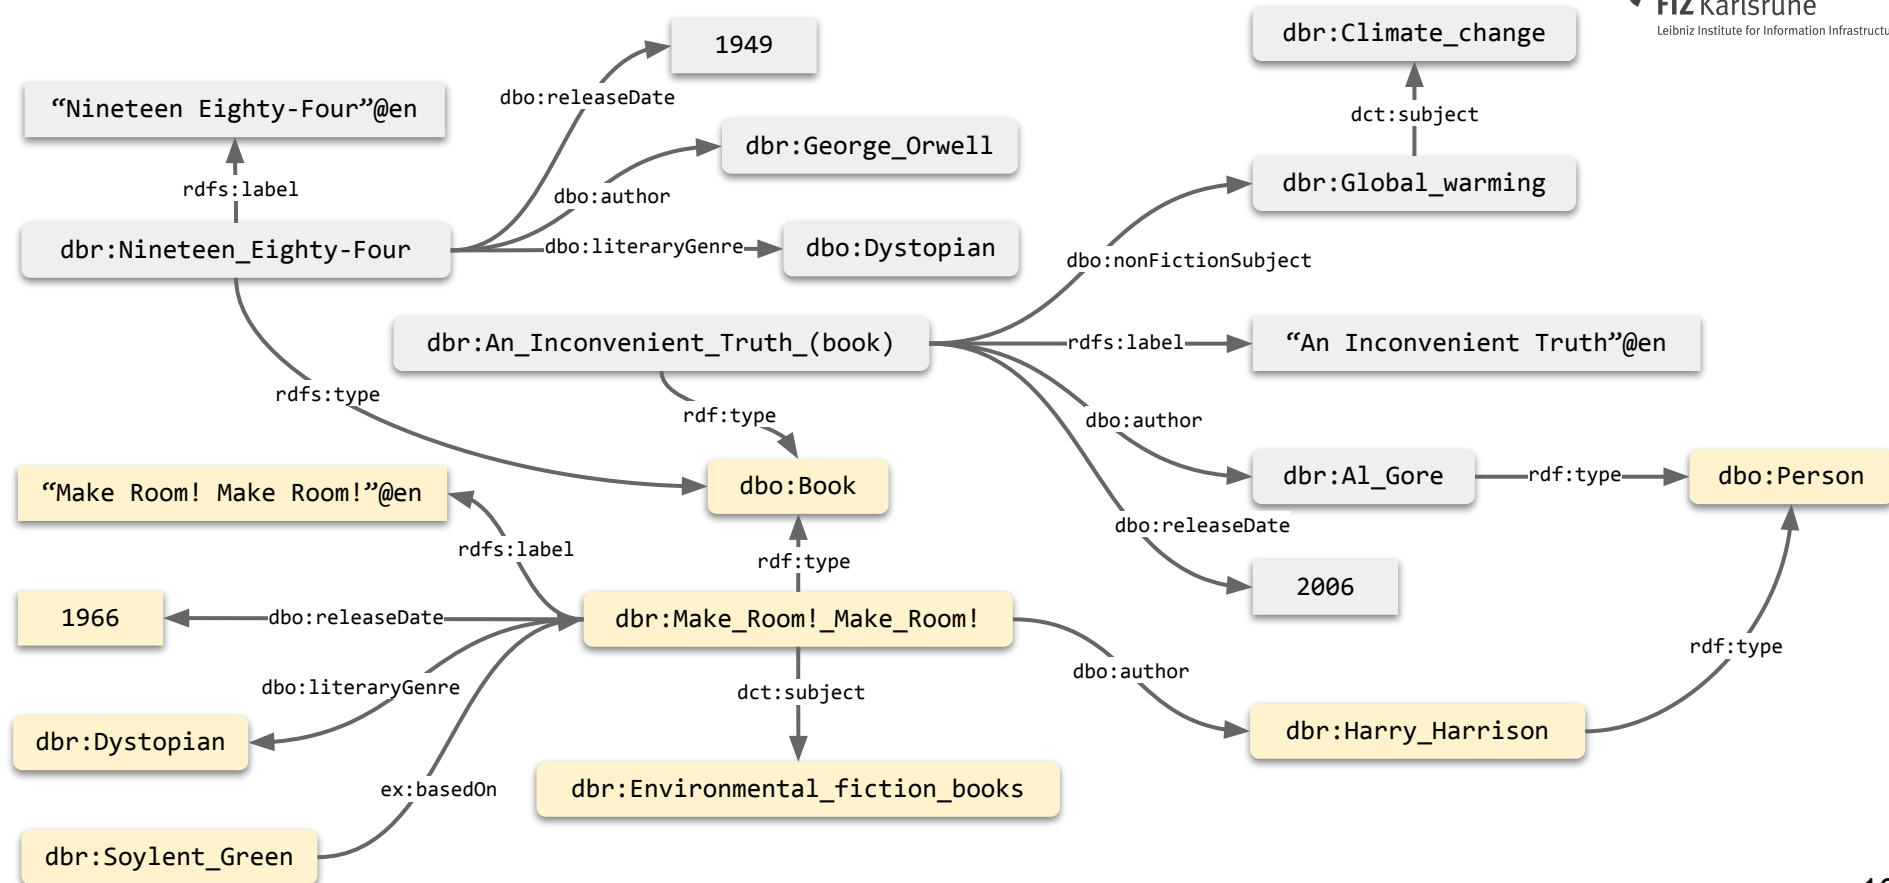 FIZ Karlsruhe
Leibniz Institute for Information Infrastructu
1949
dbr:Climate_change
“Nineteen Eighty-Four”@en
dbo:releaseDate
dct:subject
dbr:George_Orwell
rdfs:label
dbo:author
dbr:Global_warming
dbr:Nineteen_Eighty-Four
dbo:literaryGenre
dbo:Dystopian
dbo:nonFictionSubject
dbr:An_Inconvenient_Truth_(book)
rdfs:label
“An Inconvenient Truth”@en
rdfs:type
rdf:type
dbo:author
“Make Room! Make Room!”@en
dbo:Book
dbr:Al_Gore
rdf:type
dbo:Person
dbo:releaseDate
rdfs:label
rdf:type
2006
1966
dbo:releaseDate
dbr:Make_Room!_Make_Room!
rdf:type
dbo:literaryGenre
dct:subject
dbo:author
dbr:Dystopian
dbr:Harry_Harrison
ex:basedOn
dbr:Environmental_fiction_books
dbr:Soylent_Green